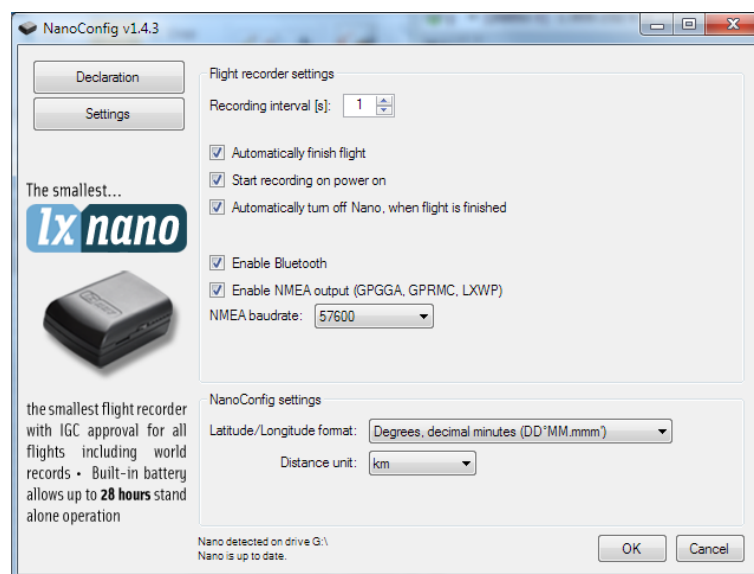 NanoConfig v1.4.3
Declaration
Settings
The smallest...
lx nano
the smallest flight recorder
with IGC approval for all
flights including world
records • Built-in battery
allows up to 28 hours stand
alone operation
Flight recorder settings
Recording interval [s]: 1
Automatically finish flight
Start recording on power on
Automatically turn off Nano, when flight is finished
Enable Bluetooth
Enable NMEA output (GPGGA, GPRMC, LXWP)
NMEA baudrate: 57600
NanoConfig settings
Latitude/Longitude format: Degrees, decimal minutes (DD°MM.mmm')
Distance unit: km
Nano detected on drive G:\
Nano is up to date.
OK Cancel